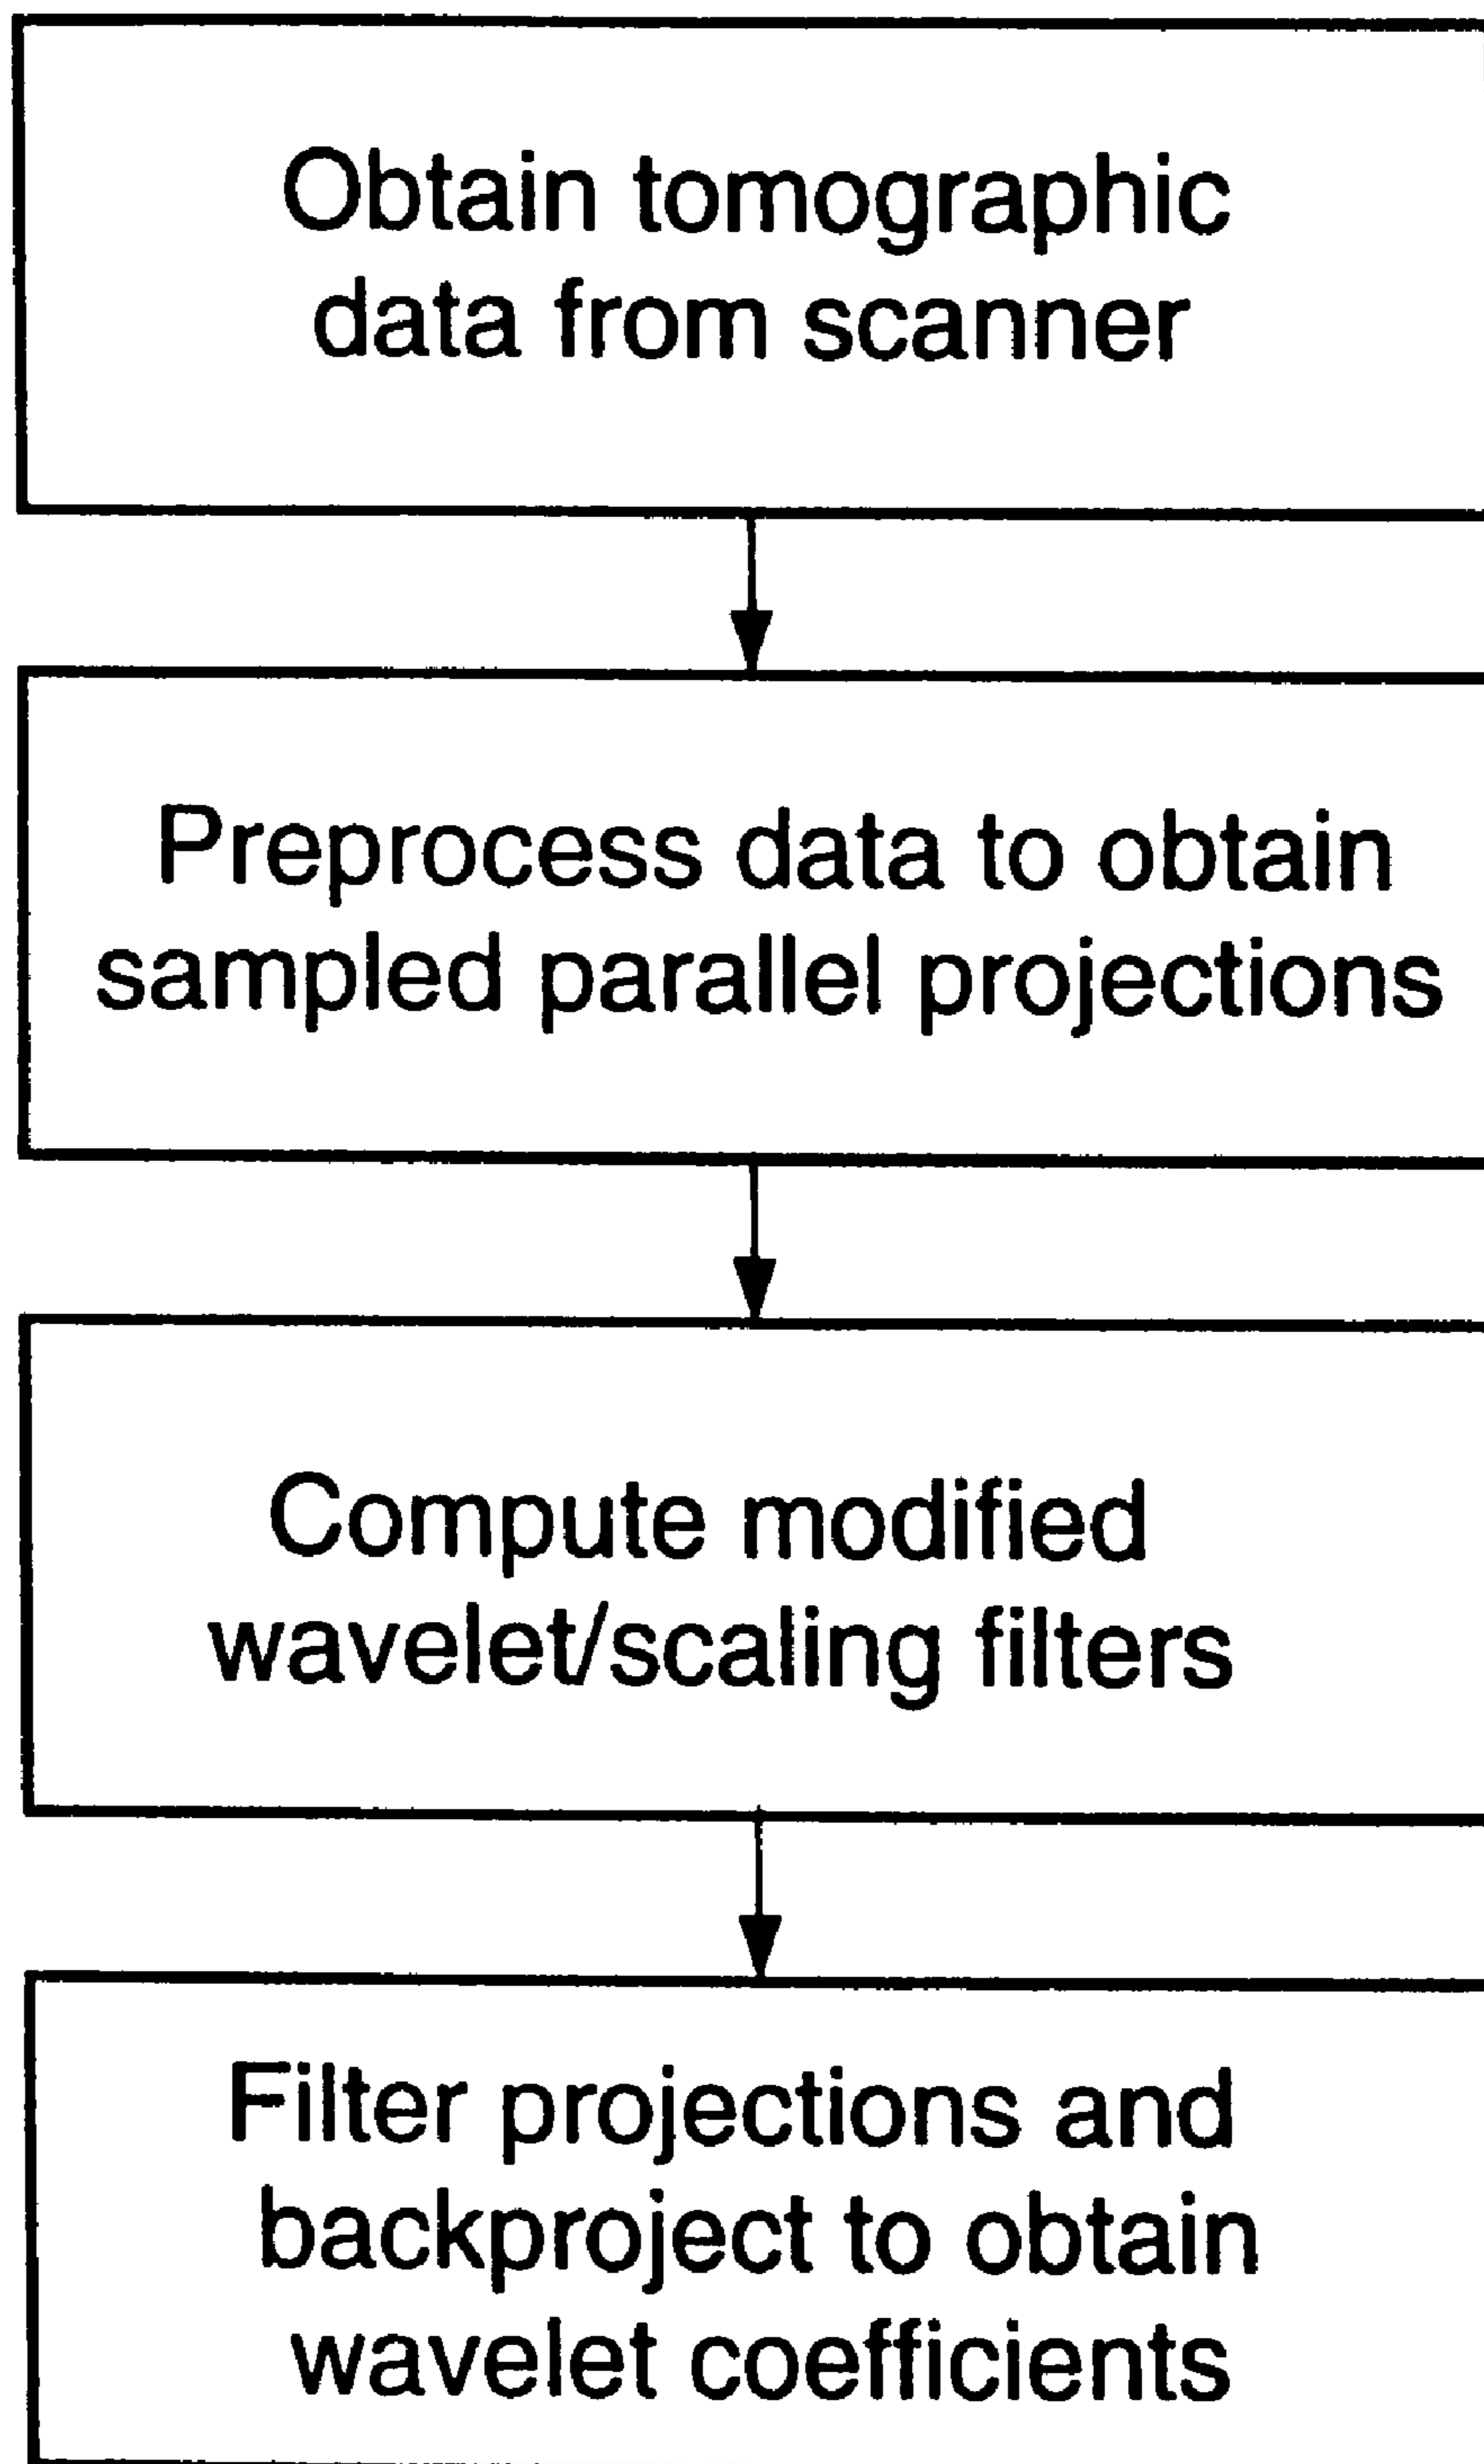 Obtain tomographic
data from scanner
Preprocess data to obtain
sampled parallel projections
Compute modified
wavelet/scaling filters
Filter projections and
backproject to obtain
wavelet coefficients